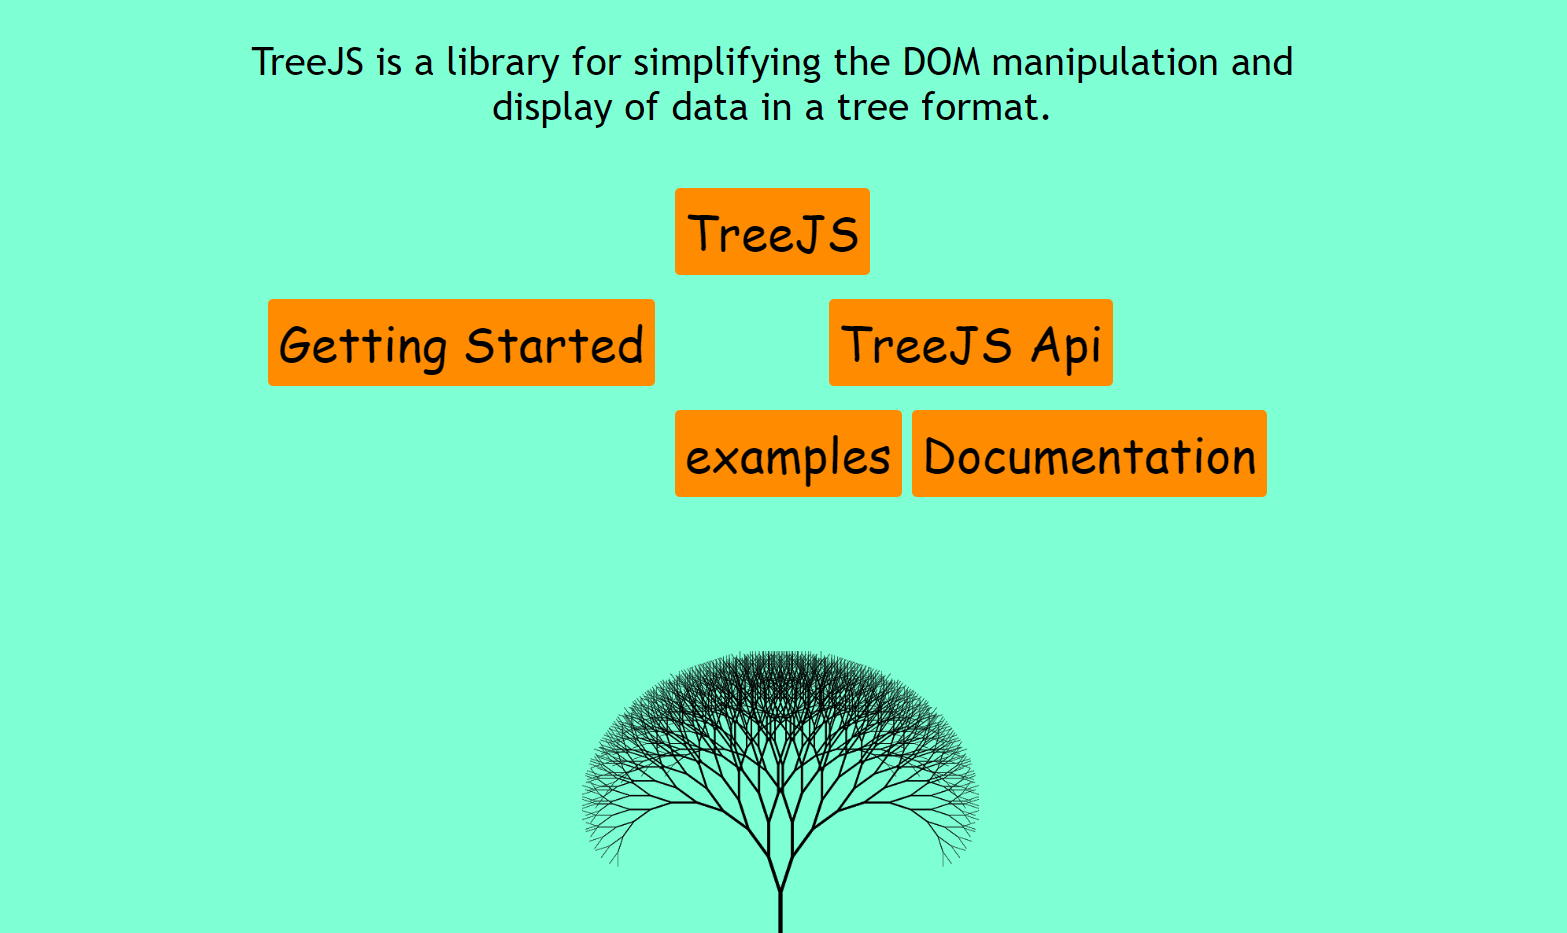 TreeJS is a library for simplifying the DOM manipulation and
display of data in a tree format.
TreeJS
Getting Started
TreeJS Api
examples
Documentation